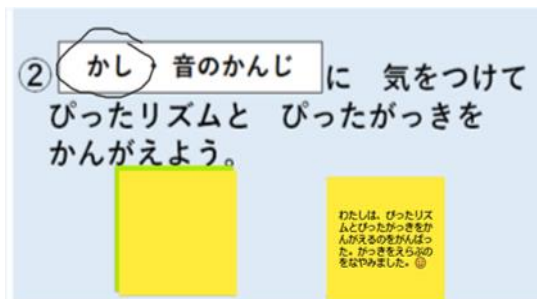 ② かし・音のかんじ に 気をつけて
ぴったリズムと ぴったがっきを
かんがえよう。
わたしは、ぴったリズ
ムとぴったがっきをか
んがえるのをがんばっ
た。がっきをえらぶの
をなやみました。😊